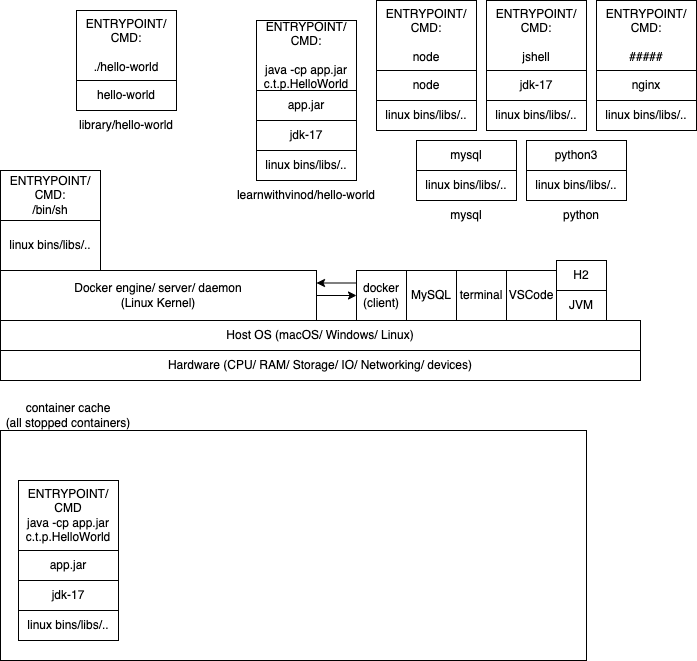 ENTRYPOINT/
CMD:
./hello-world
hello-world
library/hello-world
ENTRYPOINT/
CMD:
java -cp app.jar
c.t.p.HelloWorld
app.jar
jdk-17
linux bins/libs/..
learnwithvinod/hello-world
ENTRYPOINT/
CMD:
node
node
linux bins/libs/..
ENTRYPOINT/
CMD:
jshell
jdk-17
linux bins/libs/..
ENTRYPOINT/
CMD:
#####
nginx
linux bins/libs/..
mysql
linux bins/libs/..
mysql
python3
linux bins/libs/..
python
ENTRYPOINT/
CMD:
/bin/sh
linux bins/libs/..
Docker engine/ server/ daemon
(Linux Kernel)
docker
(client)
MySQL
terminal
VSCode
H2
JVM
Host OS (macOS/ Windows/ Linux)
Hardware (CPU/ RAM/ Storage/ IO/ Networking/ devices)
container cache
(all stopped containers)
ENTRYPOINT/
CMD
java -cp app.jar
c.t.p.HelloWorld
app.jar
jdk-17
linux bins/libs/..